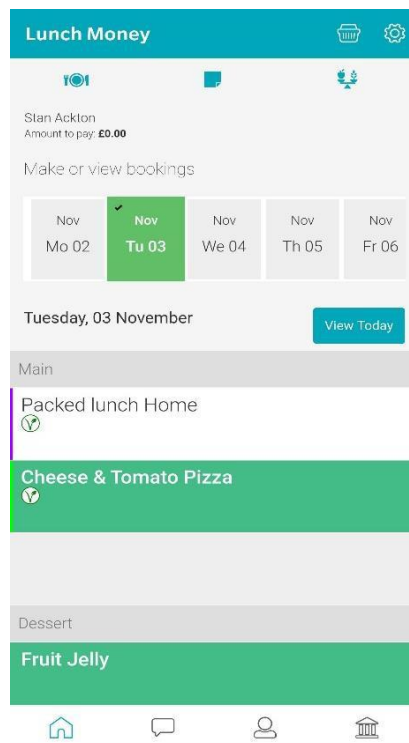 Lunch Money
Stan Acklon
Amount to pay: £0.00
Make or view bookings
Nov Nov Nov Nov Nov
Mo 02 Tu 03 We 04 Th 05 Fr 06
Tuesday, 03 November
View Today
Main
Packed lunch Home
V
Cheese & Tomato Pizza
V
Dessert
Fruit Jelly